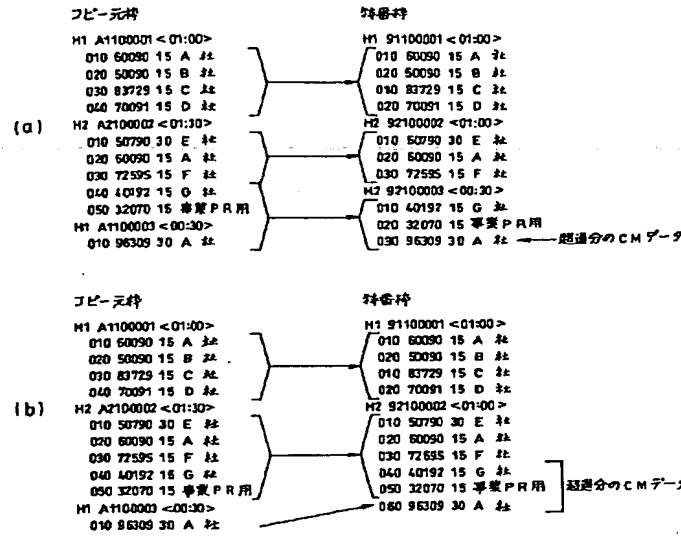 コピー元枠 特番枠
H1 A1100001 <01:00> H1 91100001 <01:00>
010 60090 15 A 社 010 60090 15 A 社
020 50090 15 B 社 020 50090 15 B 社
030 83729 15 C 社 010 83729 15 C 社
040 70091 15 D 社 020 70091 15 D 社
(a) H2 A2100002 <01:30> H2 92100002 <01:00>
010 50790 30 E 社 010 50790 30 E 社
020 60090 15 A 社 020 60090 15 A 社
030 72595 15 F 社 030 72595 15 F 社
040 40192 15 G 社 H2 92100003 <00:30>
050 32070 15 事業PR用 010 40192 15 G 社
H1 A1100003 <00:30> 020 32070 15 事業PR用
010 96309 30 A 社 030 96309 30 A 社 超過分のCMデータ
コピー元枠 特番枠
H1 A1100001 <01:00> H1 91100001 <01:00>
010 60090 15 A 社 010 60090 15 A 社
020 50090 15 B 社 020 50090 15 B 社
030 83729 15 C 社 010 83729 15 C 社
040 70091 15 D 社 020 70091 15 D 社
(b) H2 A2100002 <01:30> H2 92100002 <01:00>
010 50790 30 E 社 010 50790 30 E 社
020 60090 15 A 社 020 60090 15 A 社
030 72595 15 F 社 030 72695 15 F 社
040 40192 16 G 社 040 40192 15 G 社
050 32070 15 事業PR用 050 32070 15 事業PR用 超過分のCMデータ
H1 A1100003 <00:30> 060 96309 30 A 社
010 96309 30 A 社